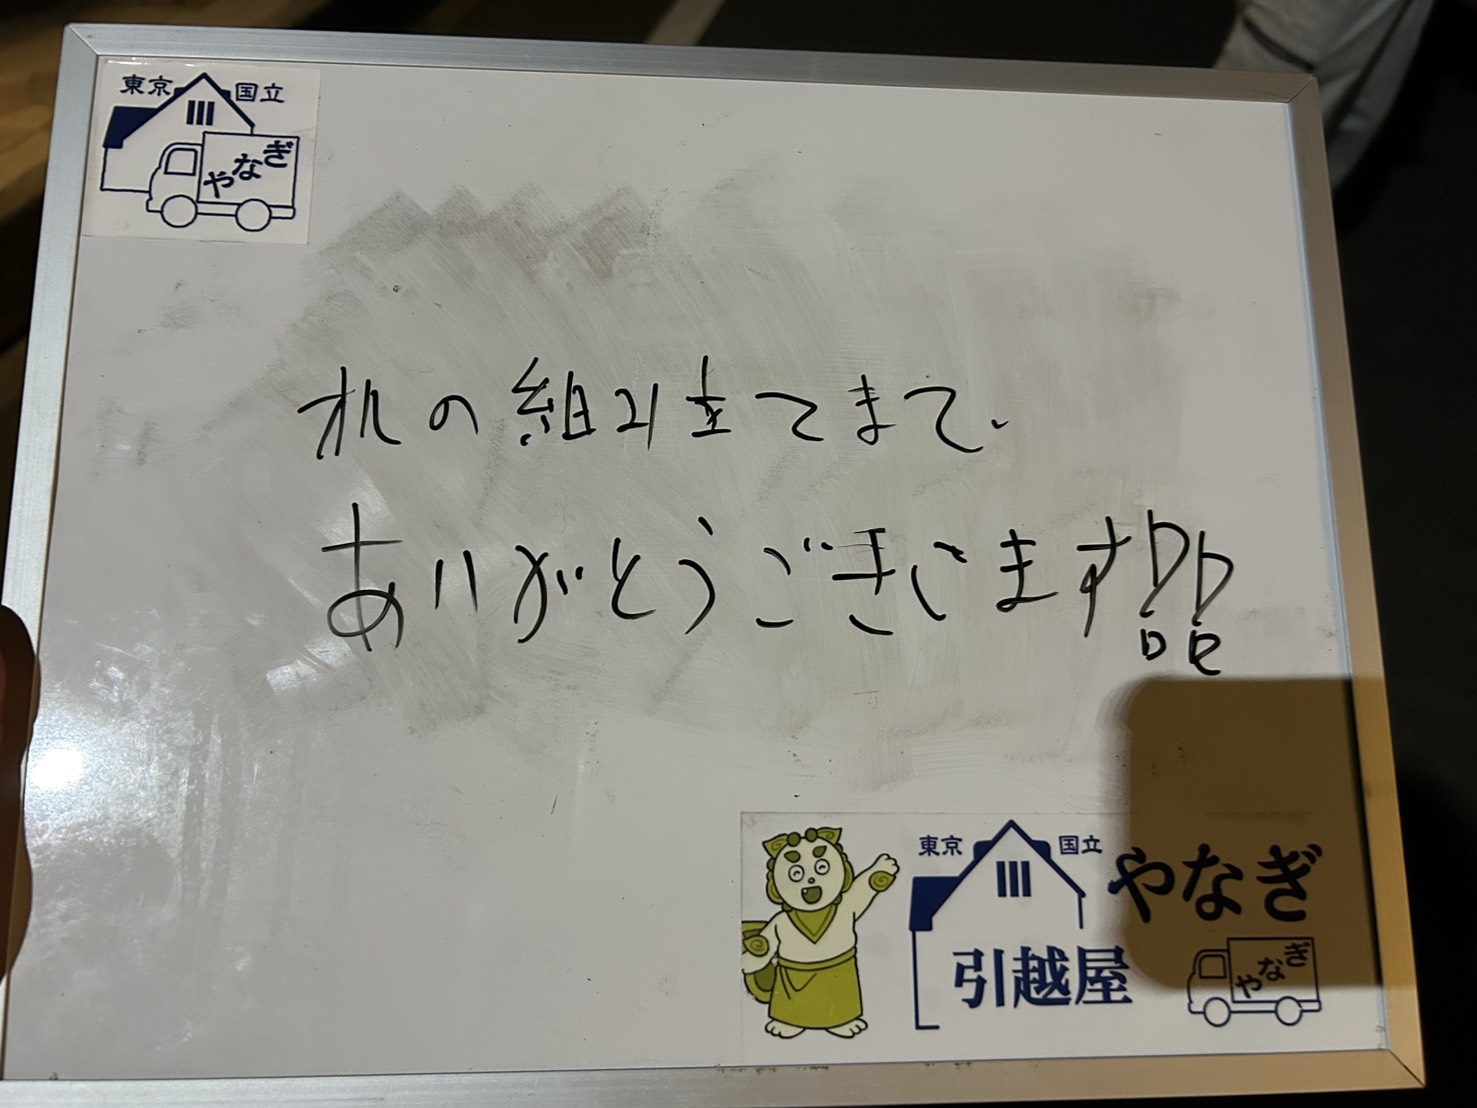 東京 国立
やなぎ
机の組み立てまで、
ありがとうございます!!
東京 国立
やなぎ
引越屋
やなぎ